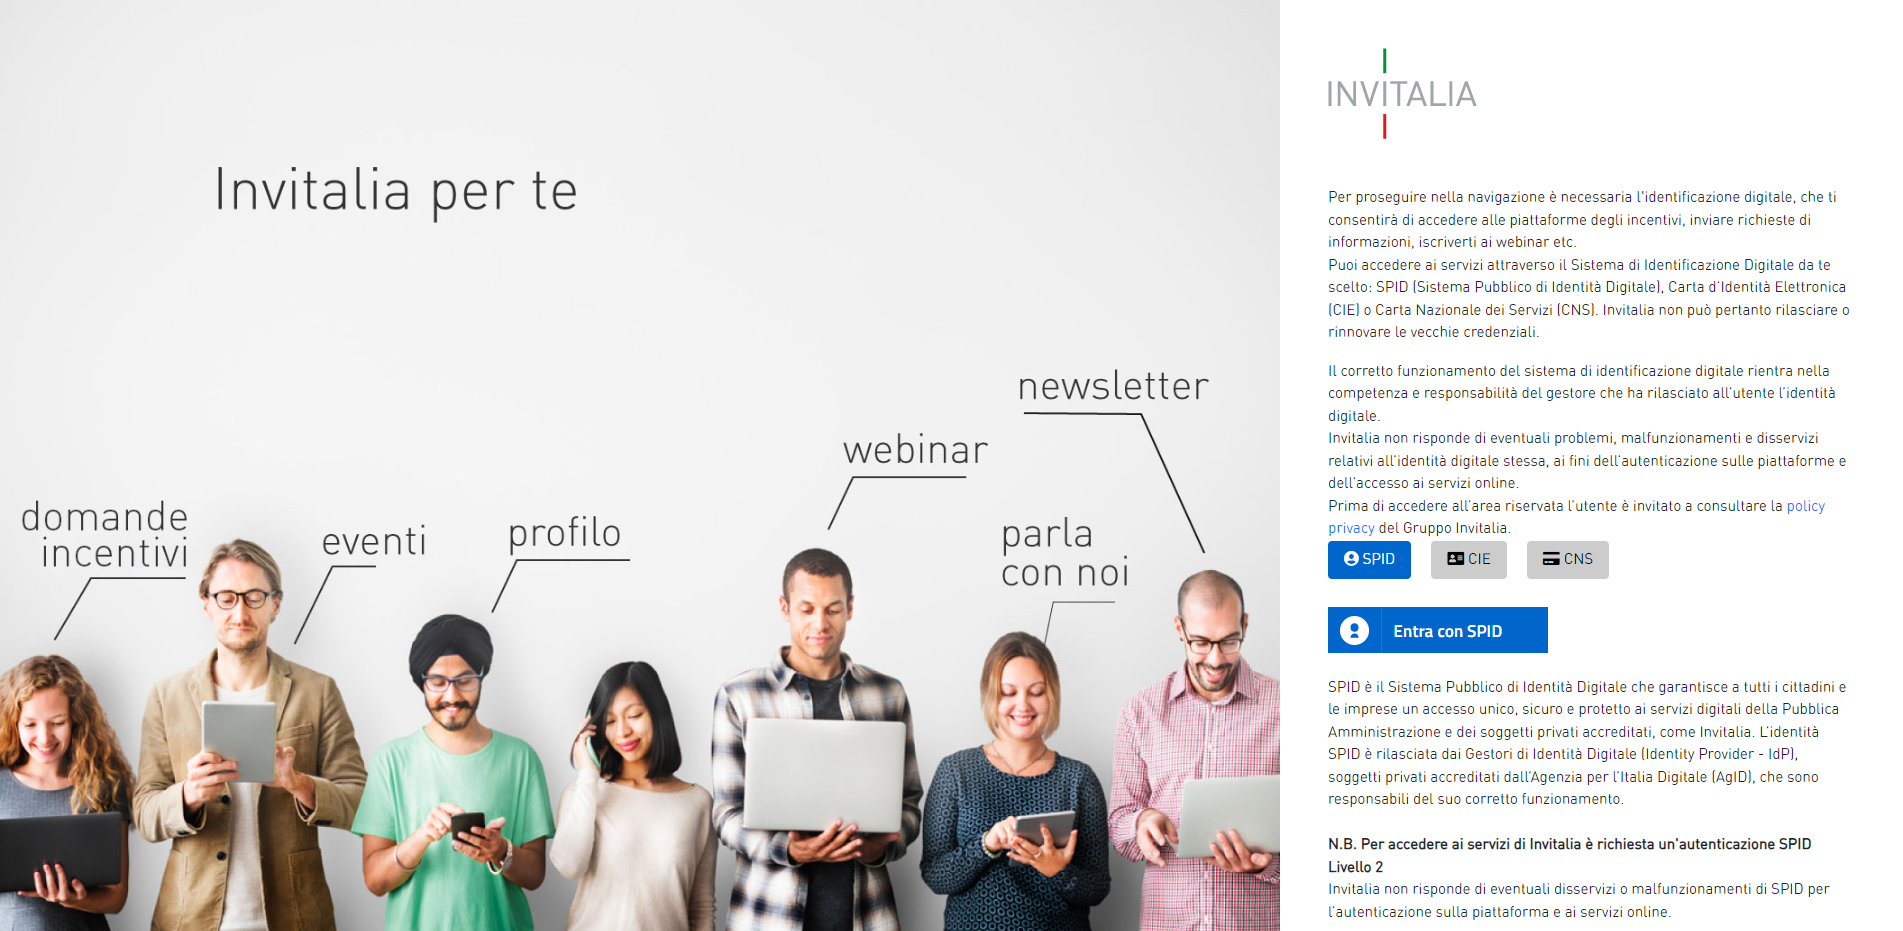 Invitalia per te
newsletter
webinar
domande
incentivi
eventi
profilo
parla
con noi
INVITALIA
Per proseguire nella navigazione è necessaria l'identificazione digitale, che ti
consentirà di accedere alle piattaforme degli incentivi, inviare richieste di
informazioni, iscriverti ai webinar etc.
Puoi accedere ai servizi attraverso il Sistema di Identificazione Digitale da te
scelto: SPID (Sistema Pubblico di Identità Digitale), Carta d'Identità Elettronica
(CIE) o Carta Nazionale dei Servizi (CNS). Invitalia non può pertanto rilasciare o
rinnovare le vecchie credenziali.
Il corretto funzionamento del sistema di identificazione digitale rientra nella
competenza e responsabilità del gestore che ha rilasciato all'utente l'identità
digitale.
Invitalia non risponde di eventuali problemi, malfunzionamenti e disservizi
relativi all'identità digitale stessa, ai fini dell'autenticazione sulle piattaforme e
dell'accesso ai servizi online.
Prima di accedere all'area riservata l'utente è invitato a consultare la policy
privacy del Gruppo Invitalia.
SPID CIE CNS
Entra con SPID
SPID è il Sistema Pubblico di Identità Digitale che garantisce a tutti i cittadini e
le imprese un accesso unico, sicuro e protetto ai servizi digitali della Pubblica
Amministrazione e dei soggetti privati accreditati, come Invitalia. L'identità
SPID è rilasciata dai Gestori di Identità Digitale (Identity Provider - IdP),
soggetti privati accreditati dall'Agenzia per l'Italia Digitale (AgID), che sono
responsabili del suo corretto funzionamento.
N.B. Per accedere ai servizi di Invitalia è richiesta un'autenticazione SPID
Livello 2
Invitalia non risponde di eventuali disservizi o malfunzionamenti di SPID per
l'autenticazione sulla piattaforma e ai servizi online.